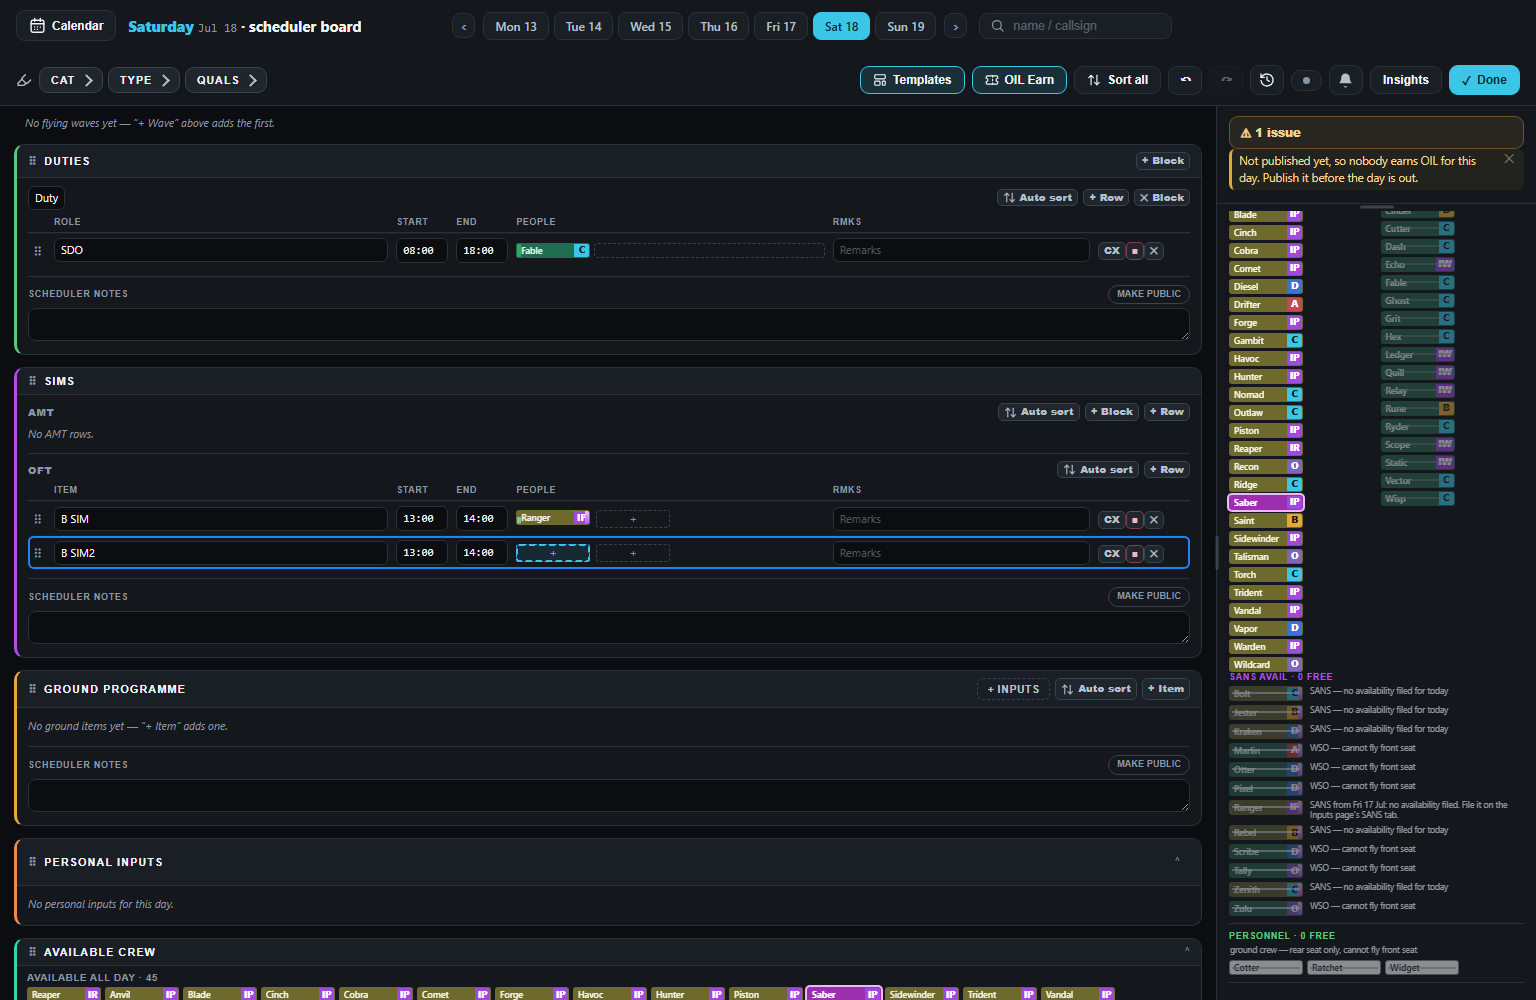 Calendar
Saturday Jul 18 · scheduler board
Mon 13
Tue 14
Wed 15
Thu 16
Fri 17
Sat 18
Sun 19
name / callsign
CAT
TYPE
QUALS
Templates
OIL Earn
Sort all
Insights
✓ Done
No flying waves yet — "+ Wave" above adds the first.
DUTIES
+ Block
Duty
Auto sort
+ Row
✕ Block
ROLE START END PEOPLE RMKS
SDO 08:00 18:00 Fable C Remarks CX
SCHEDULER NOTES
MAKE PUBLIC
SIMS
AMT
Auto sort
+ Block
+ Row
No AMT rows.
OFT
Auto sort
+ Row
ITEM START END PEOPLE RMKS
B SIM 13:00 14:00 Ranger IP + Remarks CX
B SIM2 13:00 14:00 + + Remarks CX
SCHEDULER NOTES
MAKE PUBLIC
GROUND PROGRAMME
+ INPUTS
Auto sort
+ Item
No ground items yet — "+ Item" adds one.
SCHEDULER NOTES
MAKE PUBLIC
PERSONAL INPUTS
No personal inputs for this day.
AVAILABLE CREW
AVAILABLE ALL DAY · 45
Reaper IR
Anvil IP
Blade IP
Cinch IP
Cobra IP
Comet IP
Forge IP
Havoc IP
Hunter IP
Piston IP
Saber IP
Sidewinder IP
Trident IP
Vandal IP
⚠ 1 issue
Not published yet, so nobody earns OIL for this
day. Publish it before the day is out.
Blade IP
Cinch IP
Cobra IP
Comet IP
Diesel D
Drifter A
Forge IP
Gambit C
Havoc IP
Hunter IP
Nomad C
Outlaw C
Piston IP
Reaper IR
Recon O
Ridge C
Saber IP
Saint B
Sidewinder IP
Talisman O
Torch C
Trident IP
Vandal IP
Vapor D
Warden IP
Wildcard O
Cinder B
Cutter C
Dash C
Echo
Fable C
Ghost C
Grit C
Hex C
Ledger
Quill
Relay
Rune B
Ryder C
Scope
Static
Vector C
Wisp C
SANS AVAIL · 0 FREE
Bolt C SANS — no availability filed for today
Jester B SANS — no availability filed for today
Kraken D SANS — no availability filed for today
Marlin A WSO — cannot fly front seat
Otter D WSO — cannot fly front seat
Pixel D WSO — cannot fly front seat
Ranger IP SANS from Fri 17 Jul: no availability filed. File it on the
Inputs page's SANS tab.
Rebel B SANS — no availability filed for today
Scribe D WSO — cannot fly front seat
Tally O WSO — cannot fly front seat
Zenith C SANS — no availability filed for today
Zulu O WSO — cannot fly front seat
PERSONNEL · 0 FREE
ground crew — rear seat only, cannot fly front seat
Cotter
Ratchet
Widget